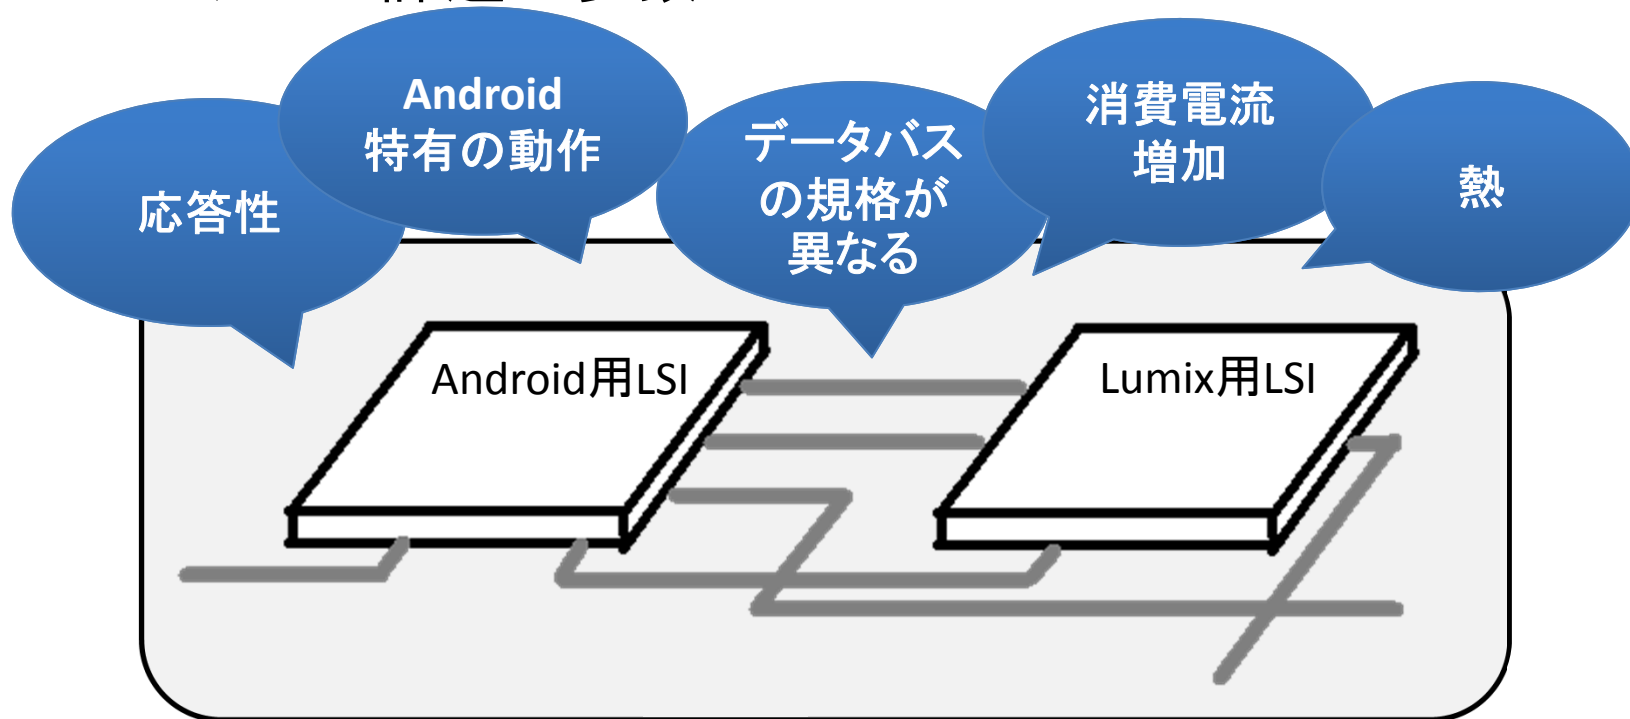 Android
特有の動作
応答性
データバス
の規格が
異なる
消費電流
増加
熱
Android用LSI
Lumix用LSI